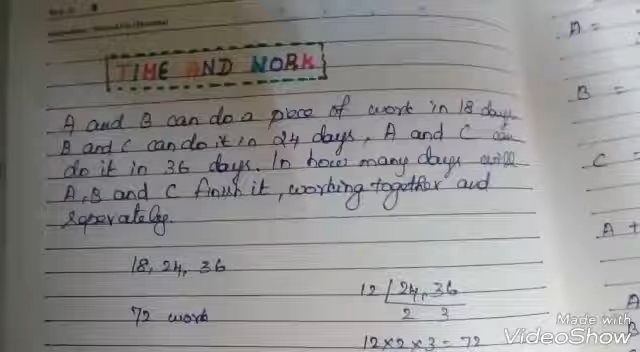 TIME AND WORK
A and B can do a piece of work in 18 days
B and C can do it in 24 days, A and C can
do it in 36 days. In how many days will
A, B and C finish it, working together and
seperately.
18, 24, 36
72 work
12 24, 36
2 3
12×2×3 = 72
A =
B =
C =
A +
A
B
Made with
VideoShow